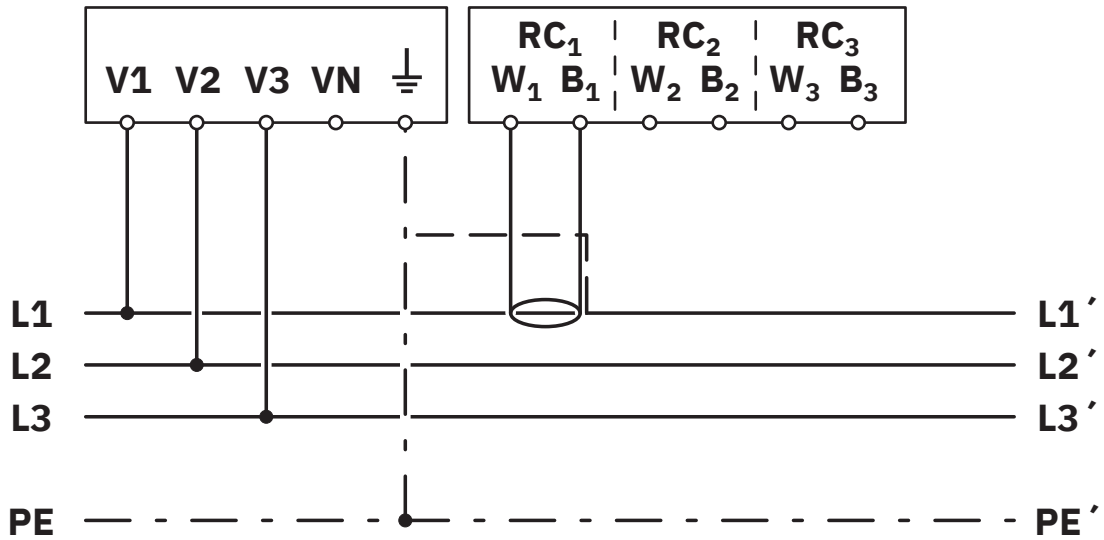 RC₁ RC₂ RC₃
V1 V2 V3 VN W₁ B₁ W₂ B₂ W₃ B₃
L1 L1′
L2 L2′
L3 L3′
PE PE′